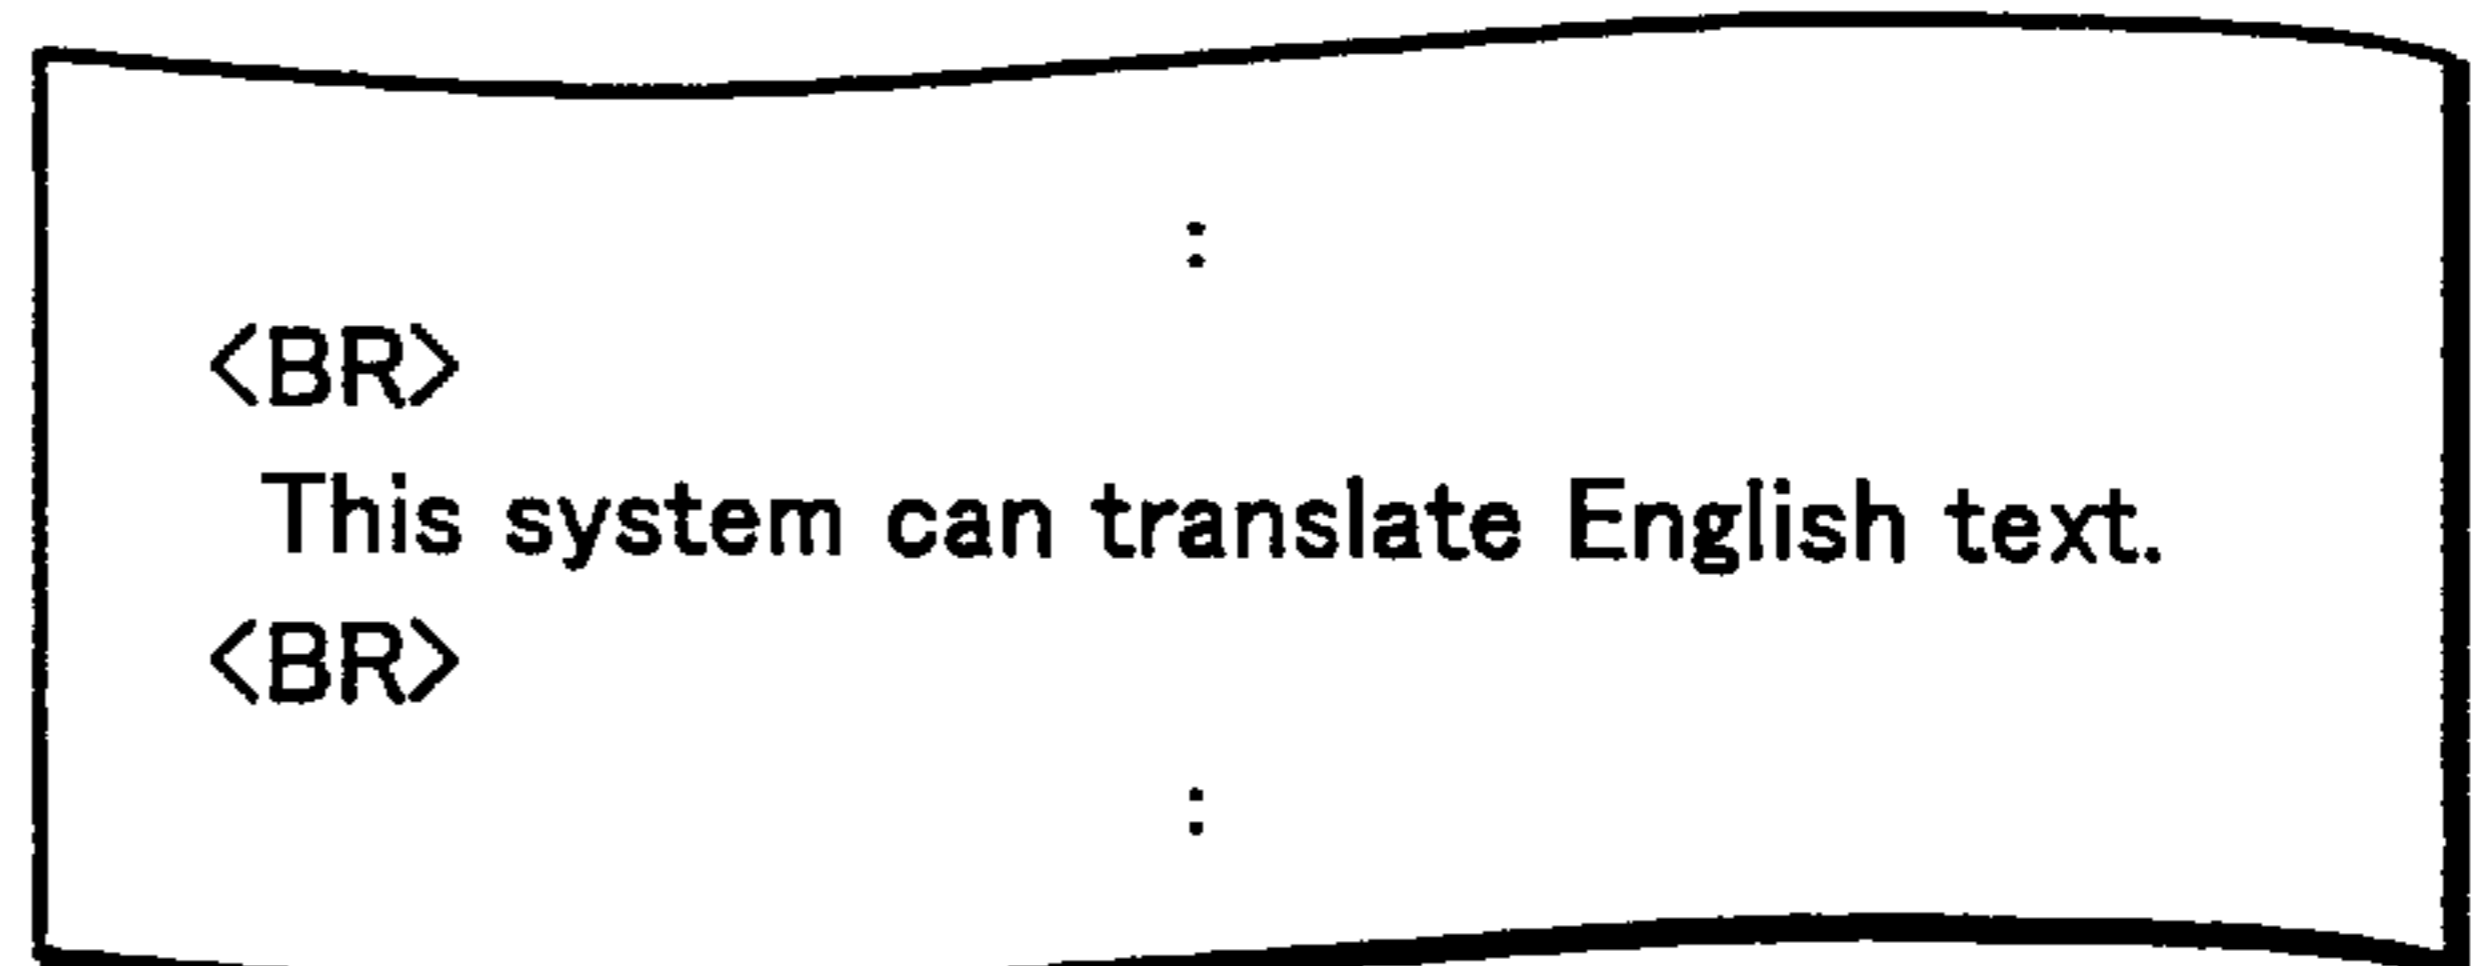 :
<BR>
This system can translate English text.
<BR>
: